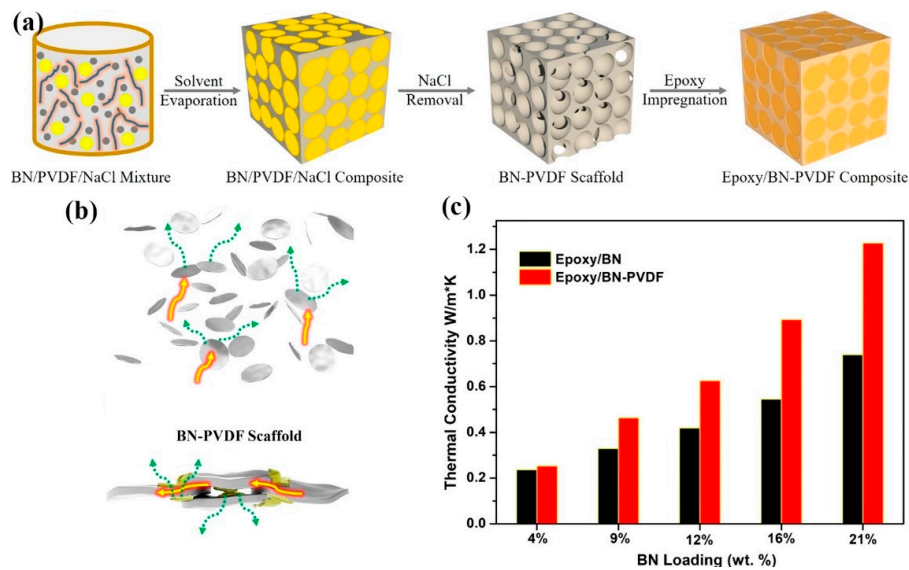 (a)
Solvent
Evaporation
NaCl
Removal
Epoxy
Impregnation
BN/PVDF/NaCl Mixture
BN/PVDF/NaCl Composite
BN-PVDF Scaffold
Epoxy/BN-PVDF Composite
(b)
BN-PVDF Scaffold
(c)
Epoxy/BN
Epoxy/BN-PVDF
Thermal Conductivity W/m*K
1.2
1.0
0.8
0.6
0.4
0.2
0.0
4%
9%
12%
16%
21%
BN Loading (wt. %)